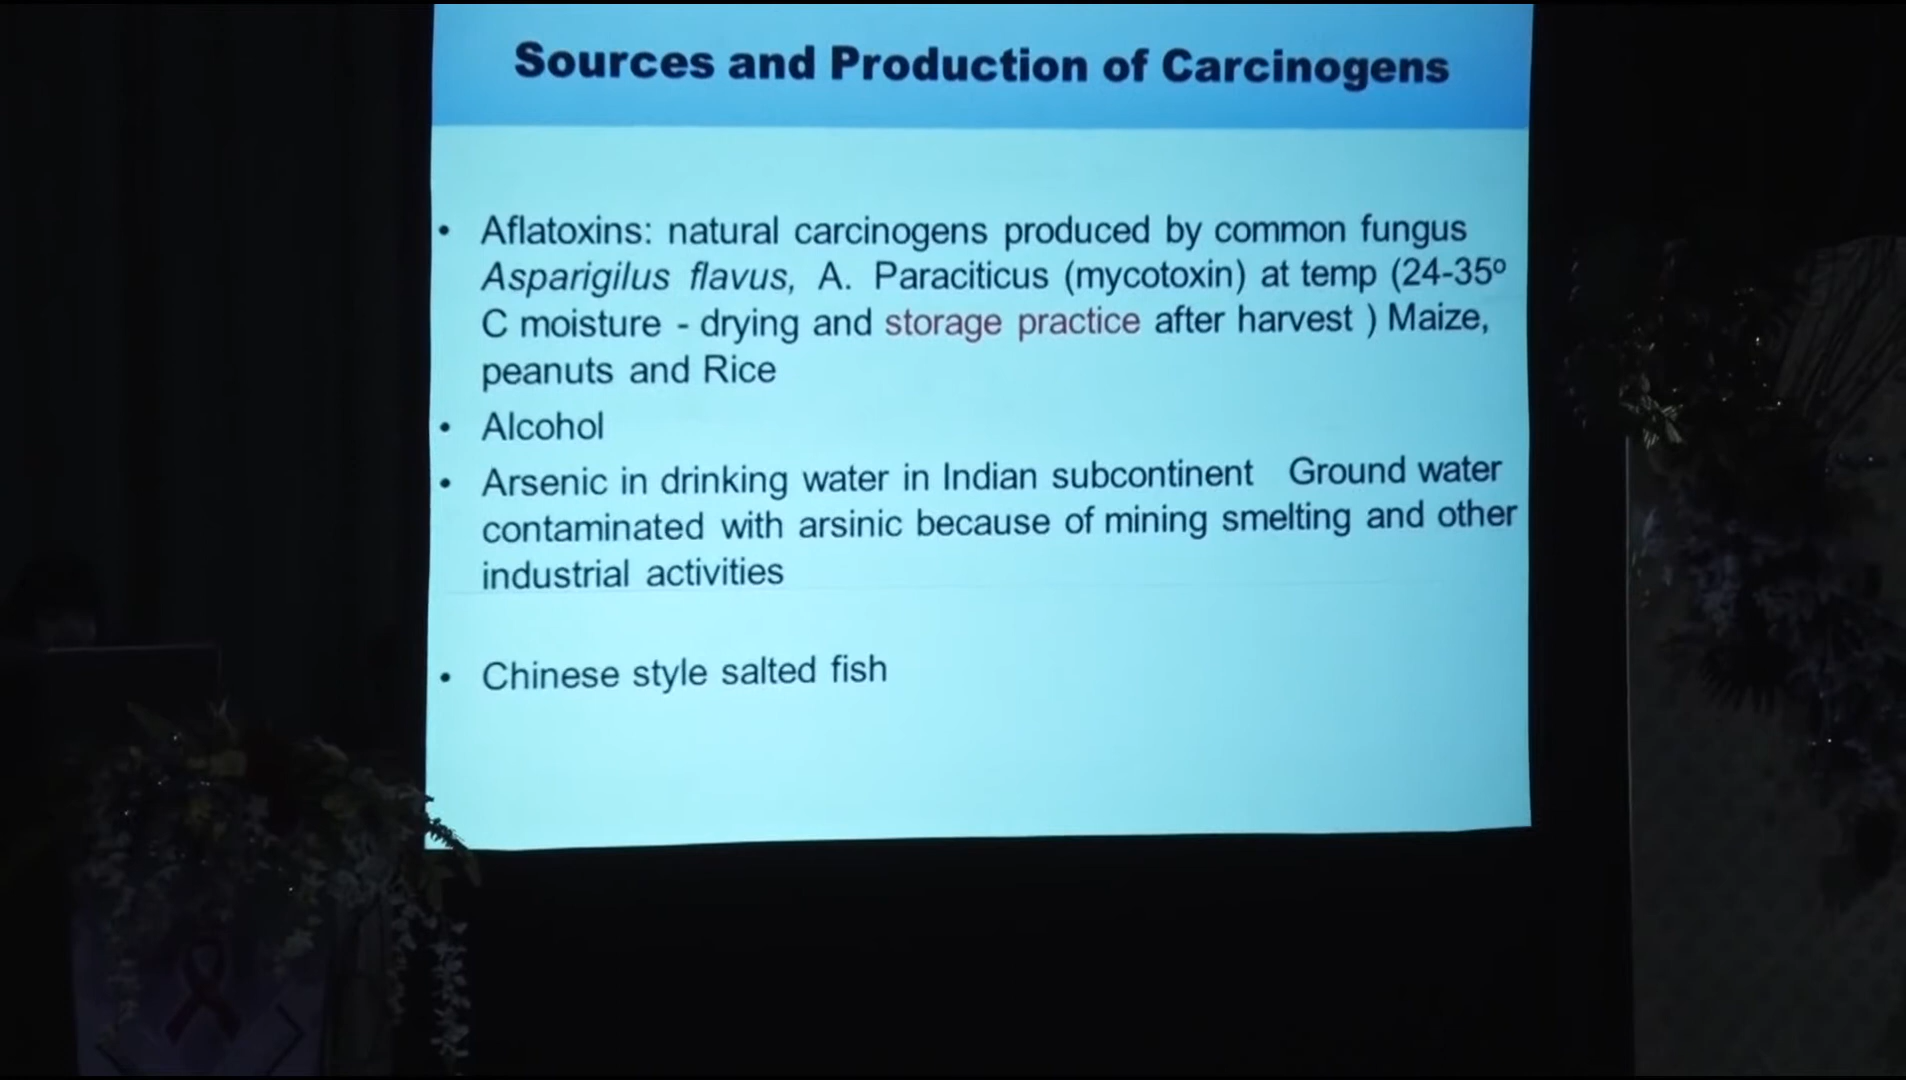 Sources and Production of Carcinogens
• Aflatoxins: natural carcinogens produced by common fungus
Asparigilus flavus, A. Paraciticus (mycotoxin) at temp (24-35º
C moisture - drying and storage practice after harvest ) Maize,
peanuts and Rice
• Alcohol
• Arsenic in drinking water in Indian subcontinent Ground water
contaminated with arsinic because of mining smelting and other
industrial activities
• Chinese style salted fish